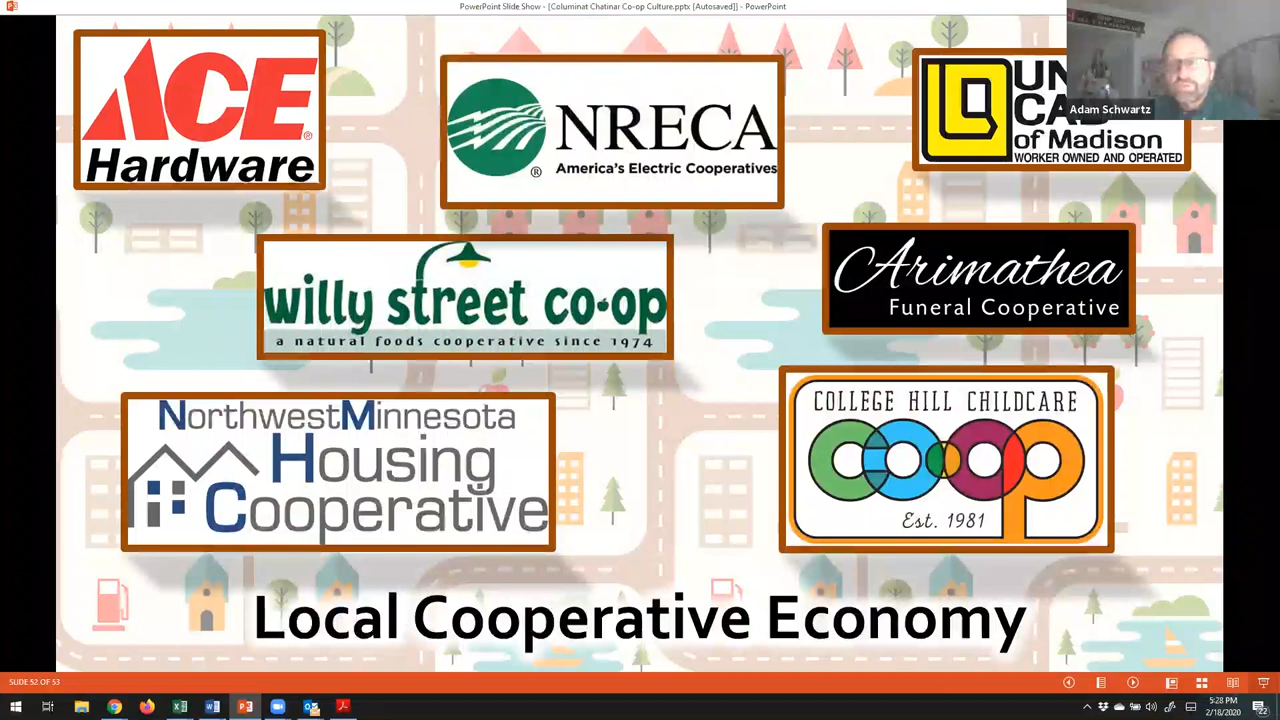 PowerPoint Slide Show - [Columinat Chatinar Co-op Culture.pptx [Autosaved]] - PowerPoint
ACE
Hardware
NRECA
America's Electric Cooperatives
of Madison
WORKER OWNED AND OPERATED
Adam Schwartz
willy street co-op
a natural foods cooperative since 1974
Arimathea
Funeral Cooperative
NorthwestMinnesota
Housing
Cooperative
COLLEGE HILL CHILDCARE
coop
Est. 1981
Local Cooperative Economy
SLIDE 52 OF 53
5:28 PM
2/18/2020
22